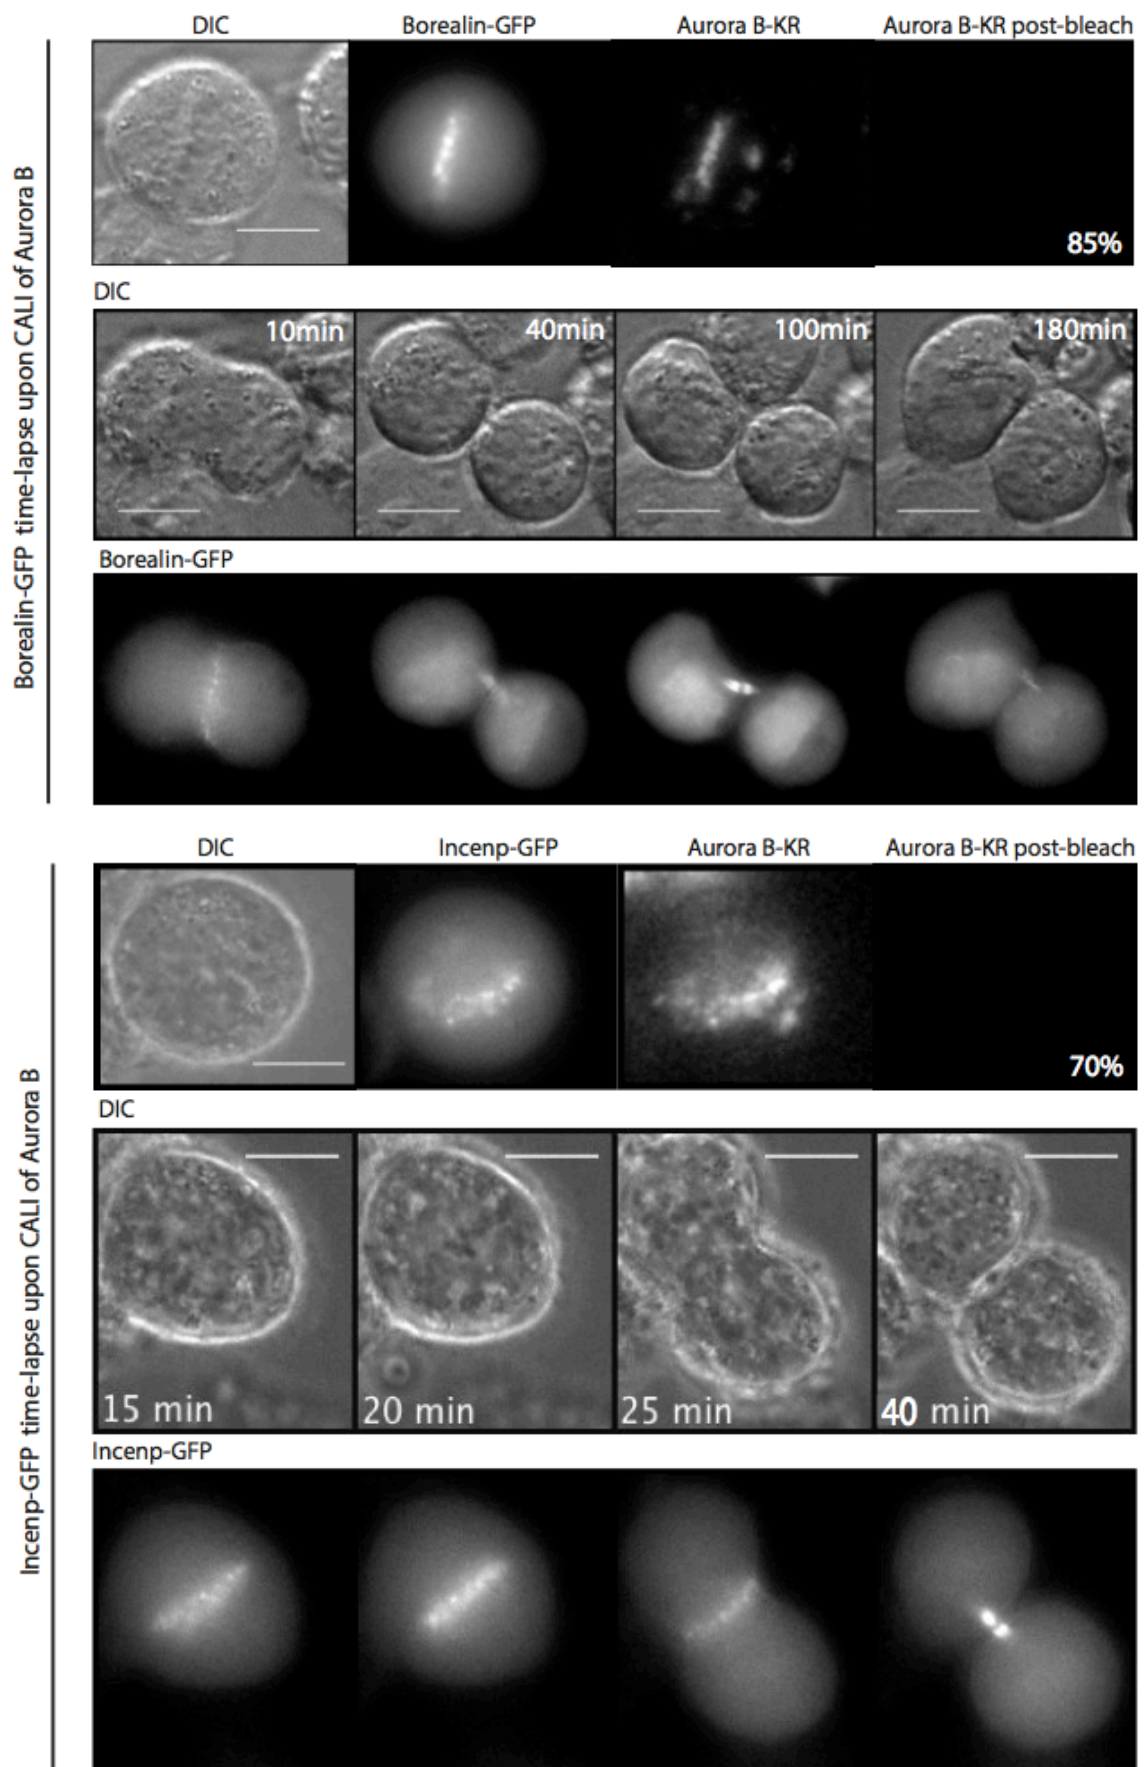 DIC Borealin-GFP Aurora B-KR Aurora B-KR post-bleach
85%
Borealin-GFP time-lapse upon CALI of Aurora B
DIC
10min 40min 100min 180min
Borealin-GFP
DIC Incenp-GFP Aurora B-KR Aurora B-KR post-bleach
70%
Incenp-GFP time-lapse upon CALI of Aurora B
DIC
15 min 20 min 25 min 40 min
Incenp-GFP